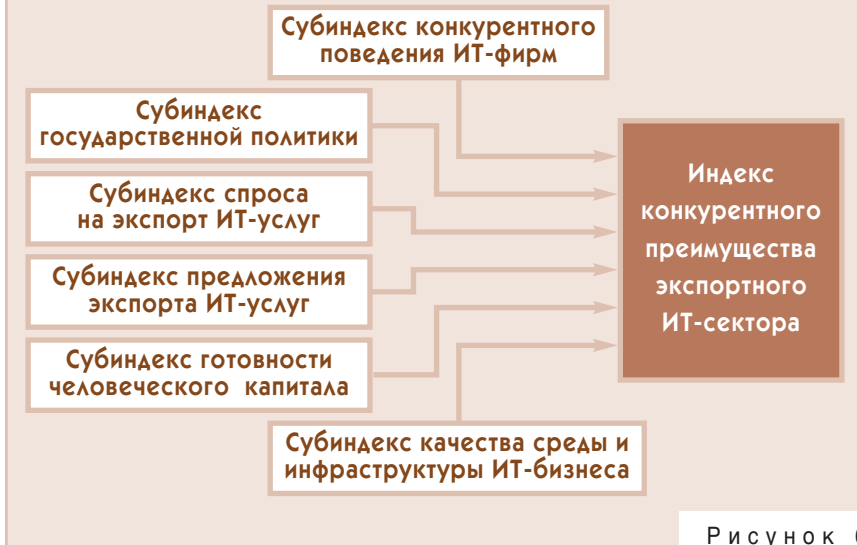 Субиндекс конкурентного
поведения ИТ-фирм
Субиндекс
государственной политики
Субиндекс спроса
на экспорт ИТ-услуг
Субиндекс предложения
экспорта ИТ-услуг
Субиндекс готовности
человеческого капитала
Субиндекс качества среды и
инфраструктуры ИТ-бизнеса
Индекс
конкурентного
преимущества
экспортного
ИТ-сектора
Рисунок